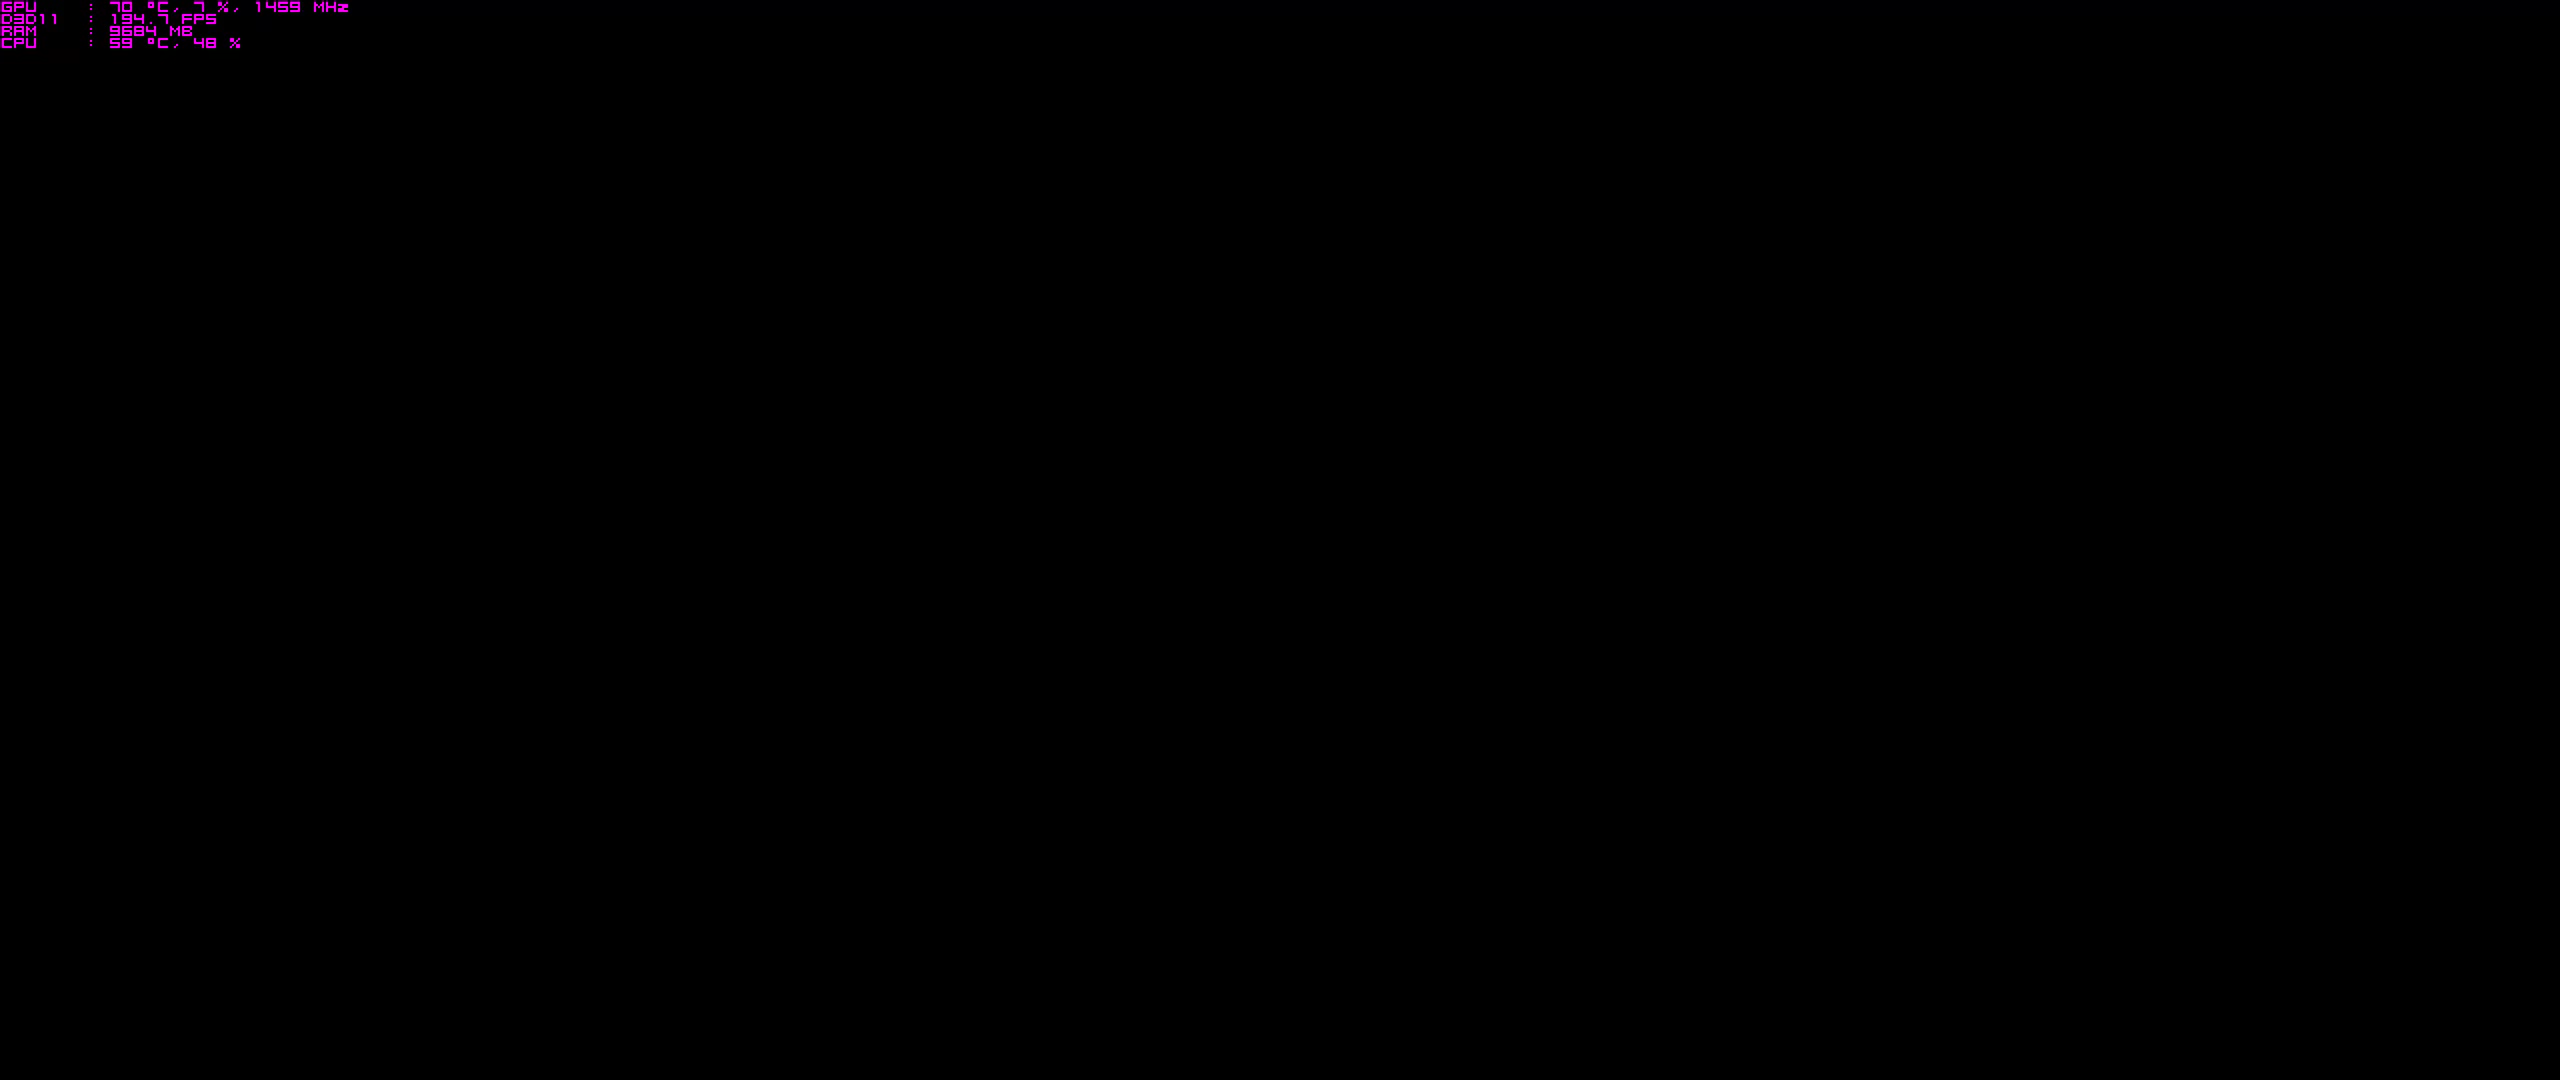 GPU : 70 °C, 7 %, 1459 MHz
D3D11 : 194.7 FPS
RAM : 9684 MB
CPU : 59 °C, 48 %